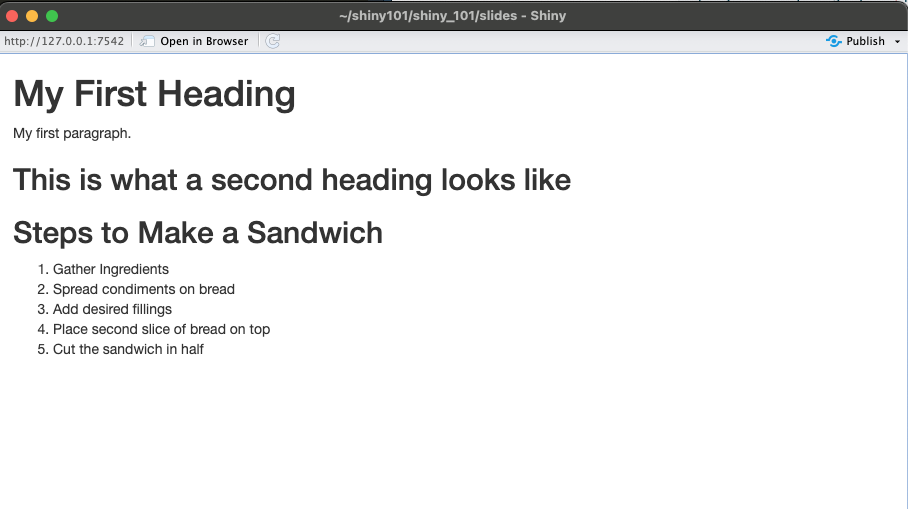 ~/shiny101/shiny_101/slides - Shiny
http://127.0.0.1:7542 Open in Browser Publish
My First Heading
My first paragraph.
This is what a second heading looks like
Steps to Make a Sandwich
1. Gather Ingredients
2. Spread condiments on bread
3. Add desired fillings
4. Place second slice of bread on top
5. Cut the sandwich in half